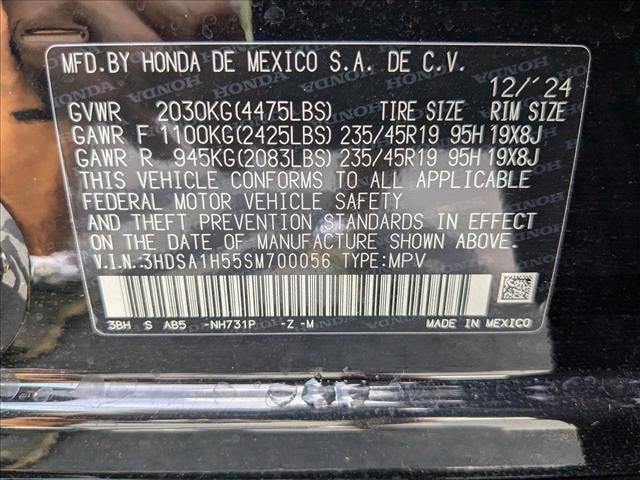 MFD.BY HONDA DE MEXICO S.A. DE C.V.
12/'24
GVWR 2030KG(4475LBS) TIRE SIZE RIM SIZE
GAWR F 1100KG(2425LBS) 235/45R19 95H 19X8J
GAWR R 945KG(2083LBS) 235/45R19 95H 19X8J
THIS VEHICLE CONFORMS TO ALL APPLICABLE
FEDERAL MOTOR VEHICLE SAFETY
AND THEFT PREVENTION STANDARDS IN EFFECT
ON THE DATE OF MANUFACTURE SHOWN ABOVE.
V.I.N.:3HDSA1H55SM700056 TYPE:MPV
3BH S AB5 -NH731P -Z -M MADE IN MEXICO